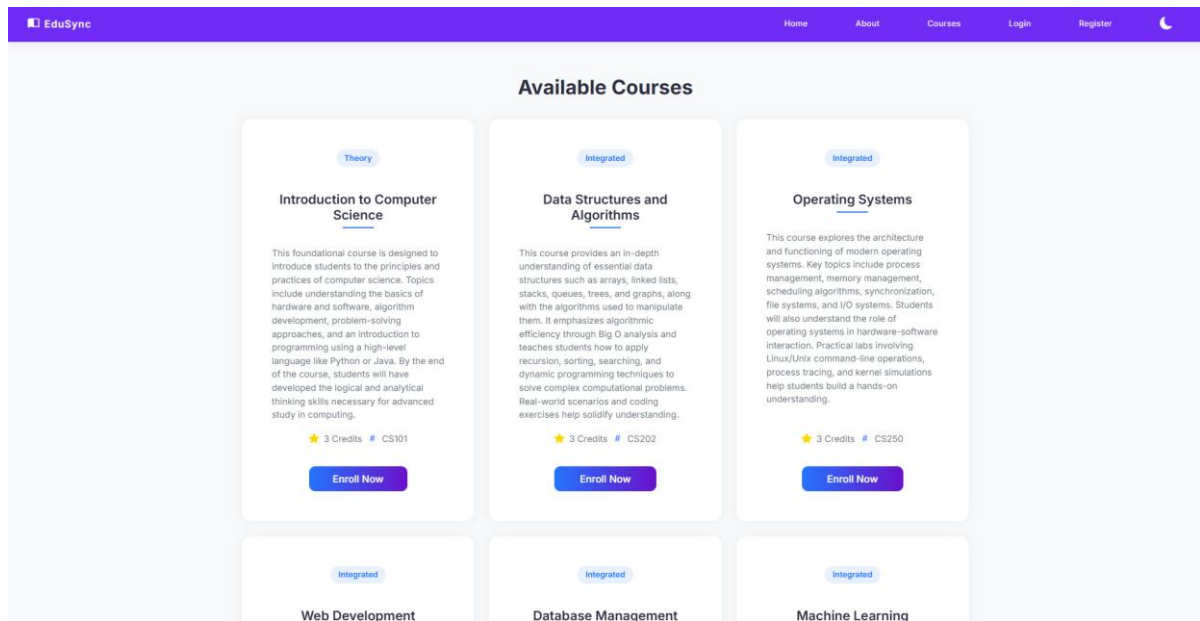 EduSync
Home About Courses Login Register
Available Courses
Theory
Introduction to Computer
Science
This foundational course is designed to
introduce students to the principles and
practices of computer science. Topics
include understanding the basics of
hardware and software, algorithm
development, problem-solving
approaches, and an introduction to
programming using a high-level
language like Python or Java. By the end
of the course, students will have
developed the logical and analytical
thinking skills necessary for advanced
study in computing.
3 Credits # CS101
Enroll Now
Integrated
Data Structures and
Algorithms
This course provides an in-depth
understanding of essential data
structures such as arrays, linked lists,
stacks, queues, trees, and graphs, along
with the algorithms used to manipulate
them. It emphasizes algorithmic
efficiency through Big O analysis and
teaches students how to apply
recursion, sorting, searching, and
dynamic programming techniques to
solve complex computational problems.
Real-world scenarios and coding
exercises help solidify understanding.
3 Credits # CS202
Enroll Now
Integrated
Operating Systems
This course explores the architecture
and functioning of modern operating
systems. Key topics include process
management, memory management,
scheduling algorithms, synchronization,
file systems, and I/O systems. Students
will also understand the role of
operating systems in hardware-software
interaction. Practical labs involving
Linux/Unix command-line operations,
process tracing, and kernel simulations
help students build a hands-on
understanding.
3 Credits # CS250
Enroll Now
Integrated
Web Development
Integrated
Database Management
Integrated
Machine Learning